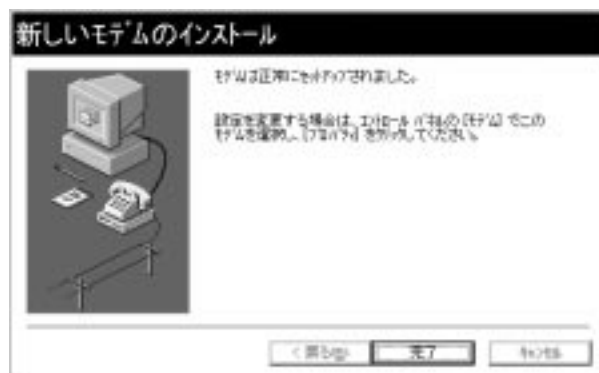 新しいモデムのインストール
モデムは正常にセットアップされました。
設定を変更する場合は、コントロール パネルの [モデム] でこの
モデムを選択し、[プロパティ] をクリックしてください。
< 戻る(B)
完了
キャンセル